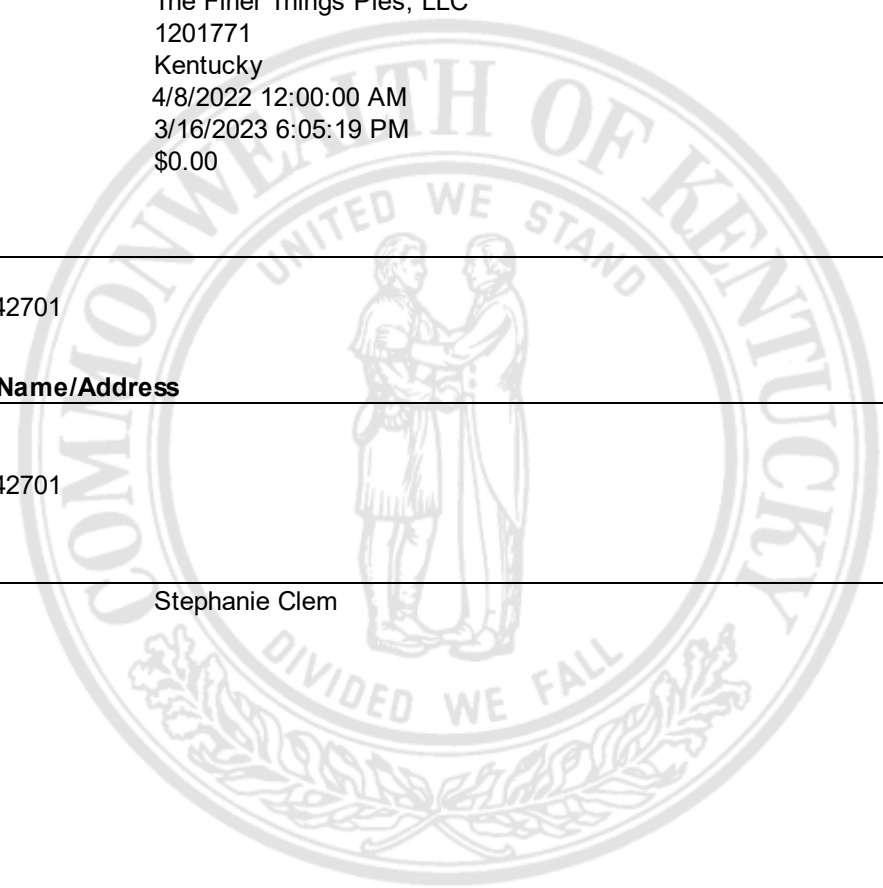 The Finer Things Pies, LLC
1201771
Kentucky
4/8/2022 12:00:00 AM
3/16/2023 6:05:19 PM
$0.00
42701
Name/Address
42701
Stephanie Clem
COMMONWEALTH OF KENTUCKY
UNITED WE STAND
DIVIDED WE FALL